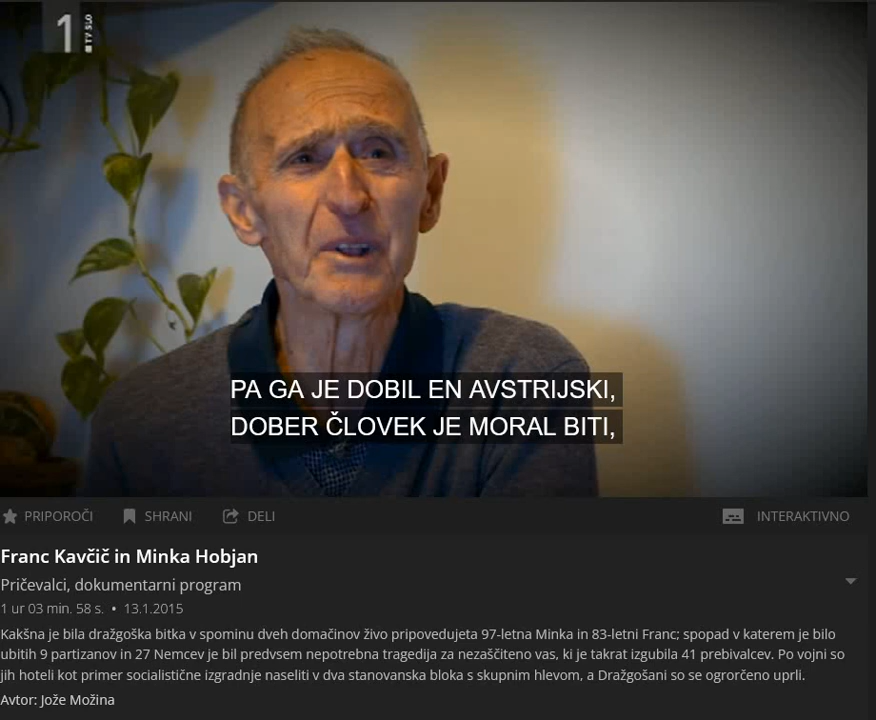 1
TV SLO
PA GA JE DOBIL EN AVSTRIJSKI,
DOBER ČLOVEK JE MORAL BITI,
PRIPOROČI SHRANI DELI INTERAKTIVNO
Franc Kavčič in Minka Hobjan
Pričevalci, dokumentarni program
1 ur 03 min. 58 s. • 13.1.2015
Kakšna je bila dražgoška bitka v spominu dveh domačinov živo pripovedujeta 97-letna Minka in 83-letni Franc; spopad v katerem je bilo
ubitih 9 partizanov in 27 Nemcev je bil predvsem nepotrebna tragedija za nezaščiteno vas, ki je takrat izgubila 41 prebivalcev. Po vojni so
jih hoteli kot primer socialistične izgradnje naseliti v dva stanovanska bloka s skupnim hlevom, a Dražgošani so se ogrorčeno uprli.
Avtor: Jože Možina